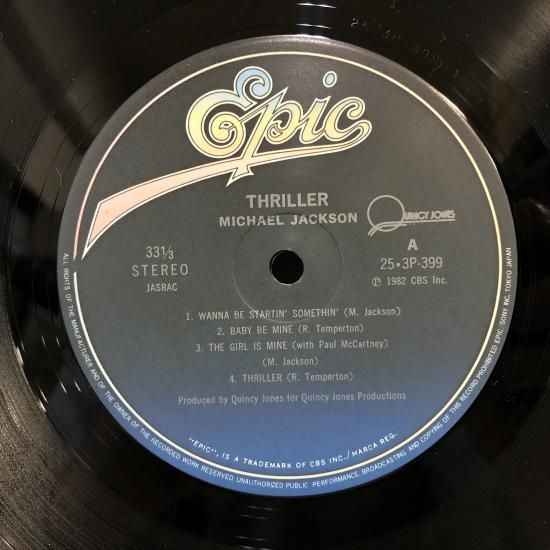 Epic
THRILLER
MICHAEL JACKSON
QUINCY JONES
33⅓
STEREO
JASRAC
A
25·3P-399
Ⓟ 1982 CBS Inc.
1. WANNA BE STARTIN' SOMETHIN' (M. Jackson)
2. BABY BE MINE (R. Temperton)
3. THE GIRL IS MINE (with Paul McCartney)
(M. Jackson)
4. THRILLER (R. Temperton)
Produced by Quincy Jones for Quincy Jones Productions
"EPIC", IS A TRADEMARK OF CBS INC./MARCA REG.
ALL RIGHTS OF THE MANUFACTURER AND OF THE OWNER OF THE RECORDED WORK RESERVED. UNAUTHORIZED PUBLIC PERFORMANCE, BROADCASTING AND COPYING OF THIS RECORD PROHIBITED EPIC/SONY INC. TOKYO JAPAN